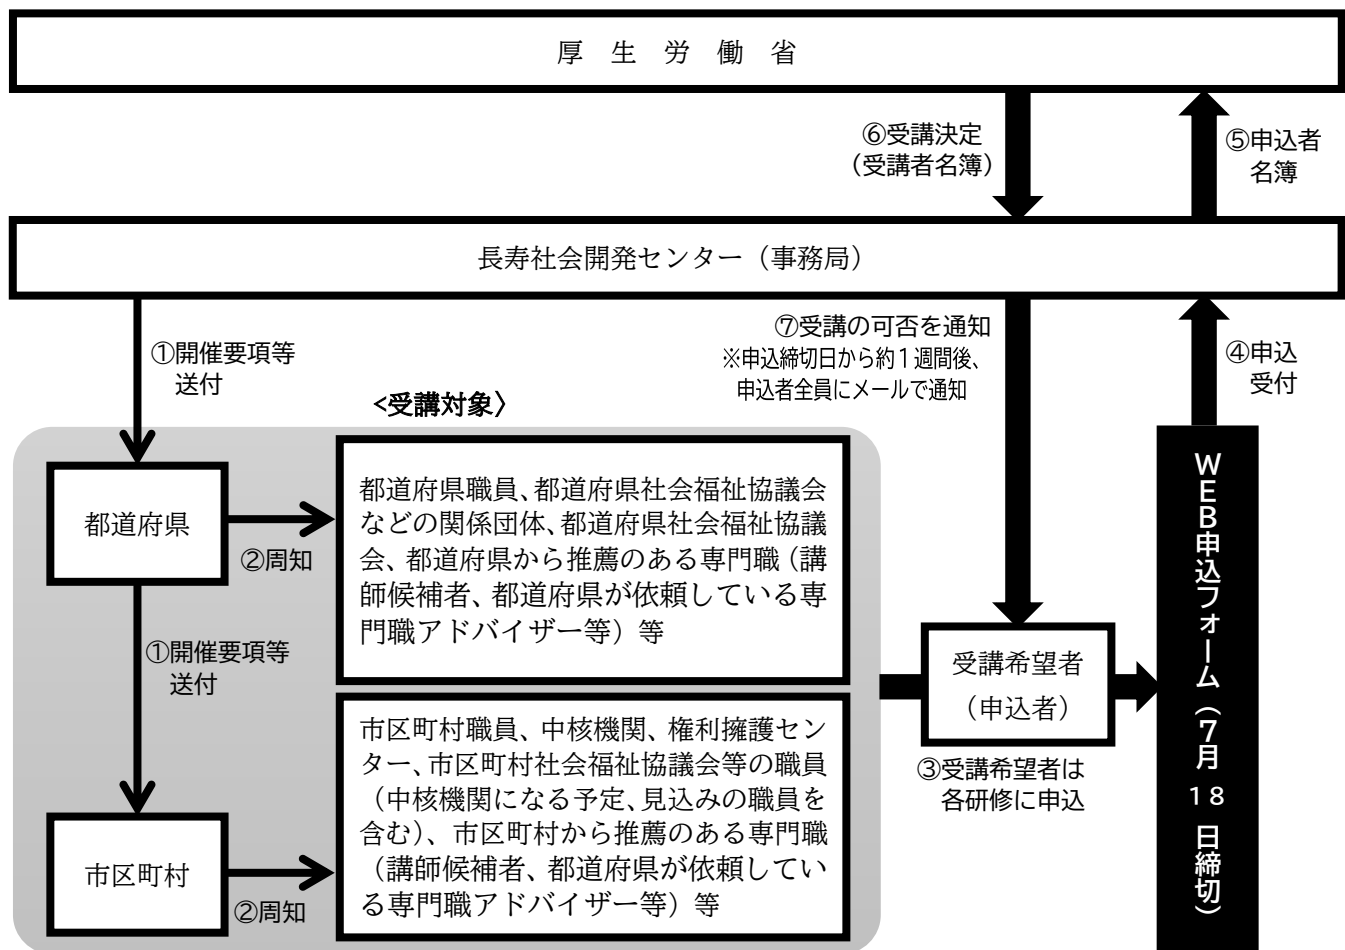 厚生労働省
⑥受講決定
（受講者名簿）
⑤申込者
名簿
長寿社会開発センター（事務局）
①開催要項等
送付
⑦受講の可否を通知
※申込締切日から約１週間後、
申込者全員にメールで通知
④申込
受付
<受講対象〉
都道府県
②周知
都道府県職員、都道府県社会福祉協議会
などの関係団体、都道府県社会福祉協議
会、都道府県から推薦のある専門職（講
師候補者、都道府県が依頼している専
門職アドバイザー等）等
①開催要項等
送付
市区町村
②周知
市区町村職員、中核機関、権利擁護セン
ター、市区町村社会福祉協議会等の職員
（中核機関になる予定、見込みの職員を
含む）、市区町村から推薦のある専門職
（講師候補者、都道府県が依頼してい
る専門職アドバイザー等）等
受講希望者
（申込者）
③受講希望者は
各研修に申込
ＷＥＢ申込フォーム（７月１８日締切）